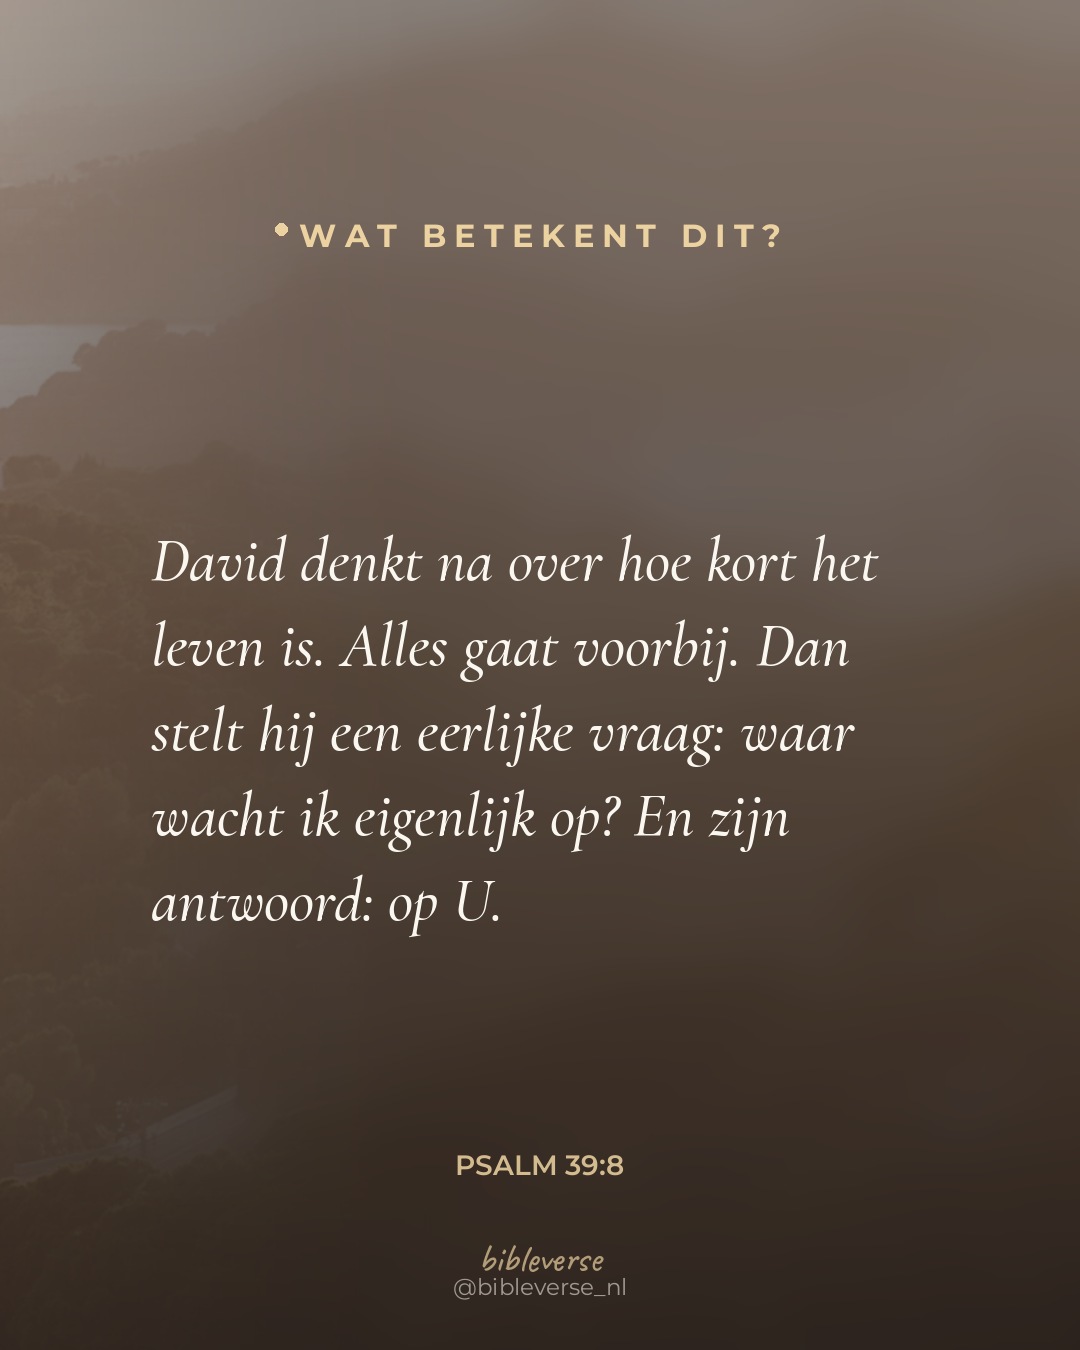 WAT BETEKENT DIT?
David denkt na over hoe kort het
leven is. Alles gaat voorbij. Dan
stelt hij een eerlijke vraag: waar
wacht ik eigenlijk op? En zijn
antwoord: op U.
PSALM 39:8
bibleverse
@bibleverse_nl